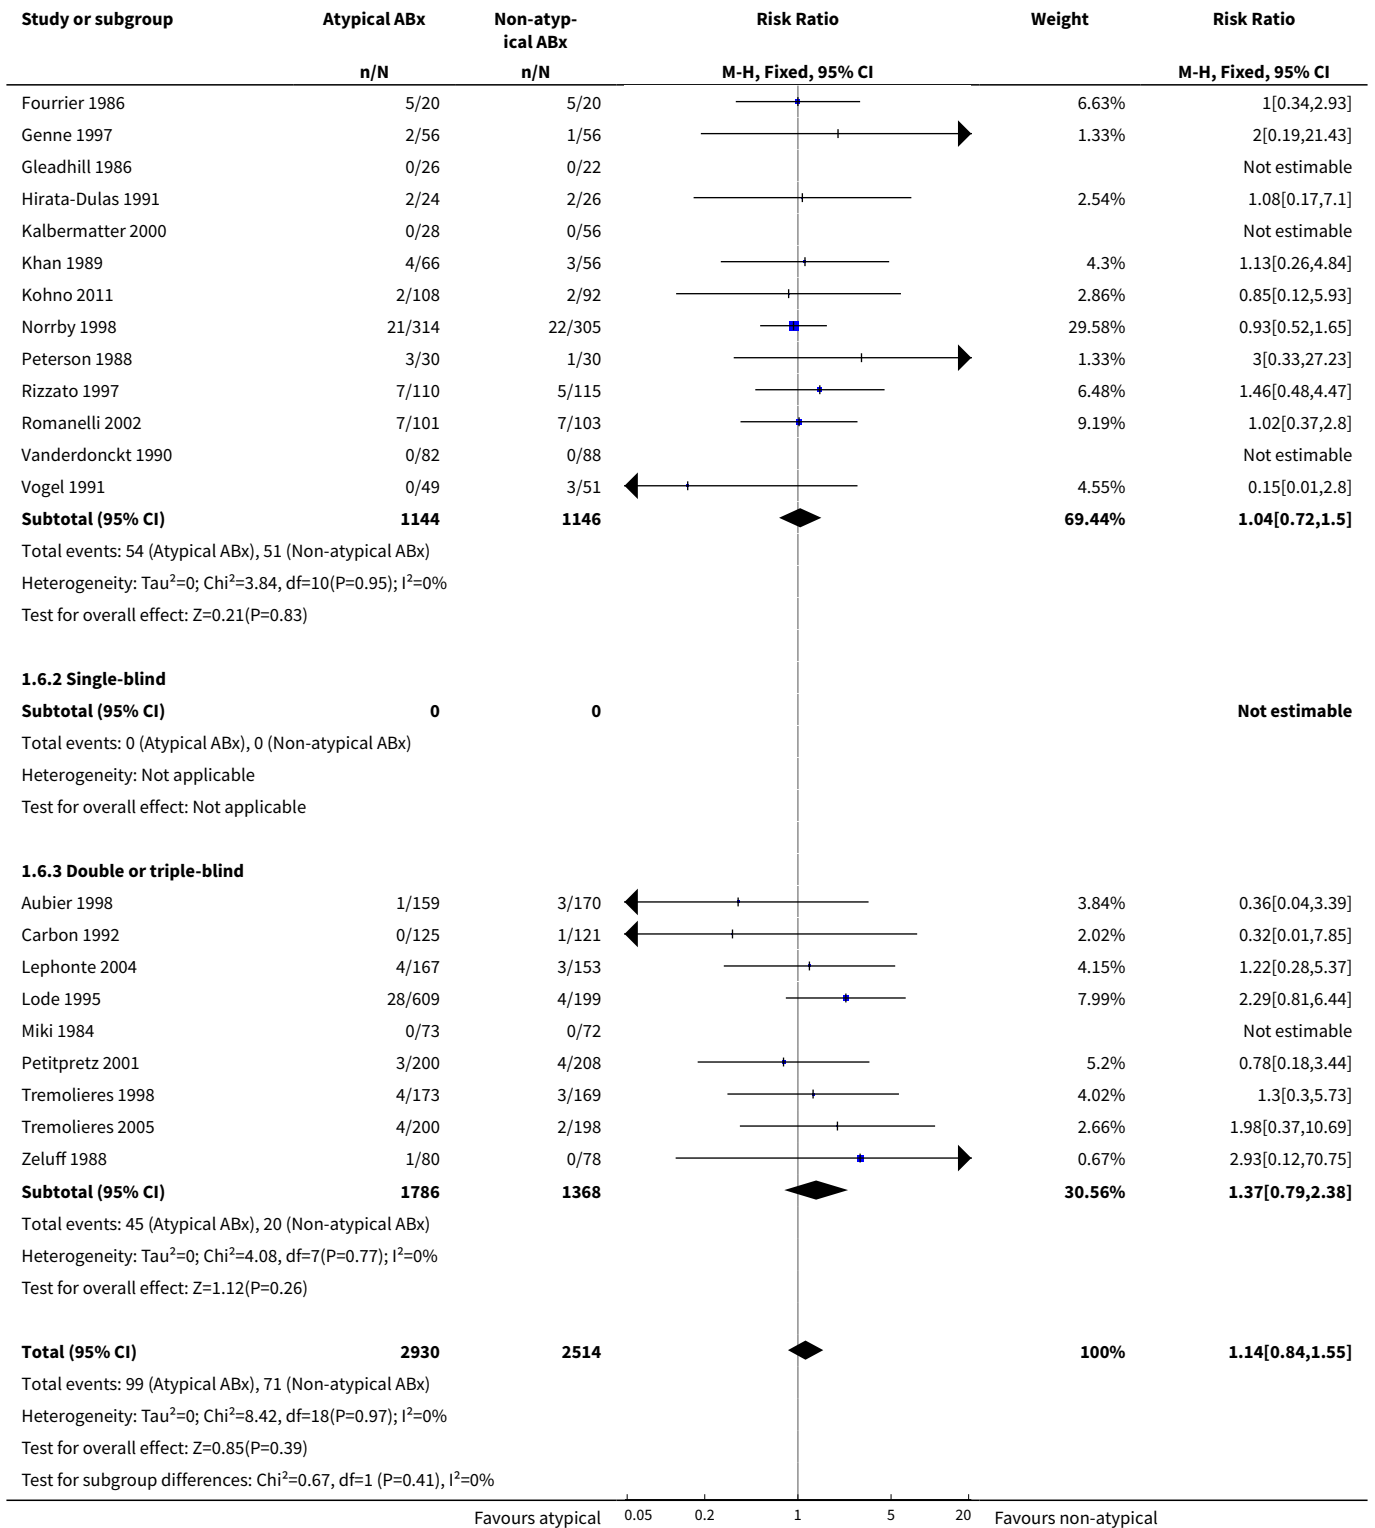 Study or subgroup Atypical ABx Non-atyp- Risk Ratio Weight Risk Ratio
ical ABx
n/N n/N M-H, Fixed, 95% CI M-H, Fixed, 95% CI
Fourrier 1986 5/20 5/20 6.63% 1[0.34,2.93]
Genne 1997 2/56 1/56 1.33% 2[0.19,21.43]
Gleadhill 1986 0/26 0/22 Not estimable
Hirata-Dulas 1991 2/24 2/26 2.54% 1.08[0.17,7.1]
Kalbermatter 2000 0/28 0/56 Not estimable
Khan 1989 4/66 3/56 4.3% 1.13[0.26,4.84]
Kohno 2011 2/108 2/92 2.86% 0.85[0.12,5.93]
Norrby 1998 21/314 22/305 29.58% 0.93[0.52,1.65]
Peterson 1988 3/30 1/30 1.33% 3[0.33,27.23]
Rizzato 1997 7/110 5/115 6.48% 1.46[0.48,4.47]
Romanelli 2002 7/101 7/103 9.19% 1.02[0.37,2.8]
Vanderdonckt 1990 0/82 0/88 Not estimable
Vogel 1991 0/49 3/51 4.55% 0.15[0.01,2.8]
Subtotal (95% CI) 1144 1146 69.44% 1.04[0.72,1.5]
Total events: 54 (Atypical ABx), 51 (Non-atypical ABx)
Heterogeneity: Tau²=0; Chi²=3.84, df=10(P=0.95); I²=0%
Test for overall effect: Z=0.21(P=0.83)
1.6.2 Single-blind
Subtotal (95% CI) 0 0 Not estimable
Total events: 0 (Atypical ABx), 0 (Non-atypical ABx)
Heterogeneity: Not applicable
Test for overall effect: Not applicable
1.6.3 Double or triple-blind
Aubier 1998 1/159 3/170 3.84% 0.36[0.04,3.39]
Carbon 1992 0/125 1/121 2.02% 0.32[0.01,7.85]
Lephonte 2004 4/167 3/153 4.15% 1.22[0.28,5.37]
Lode 1995 28/609 4/199 7.99% 2.29[0.81,6.44]
Miki 1984 0/73 0/72 Not estimable
Petitpretz 2001 3/200 4/208 5.2% 0.78[0.18,3.44]
Tremolieres 1998 4/173 3/169 4.02% 1.3[0.3,5.73]
Tremolieres 2005 4/200 2/198 2.66% 1.98[0.37,10.69]
Zeluff 1988 1/80 0/78 0.67% 2.93[0.12,70.75]
Subtotal (95% CI) 1786 1368 30.56% 1.37[0.79,2.38]
Total events: 45 (Atypical ABx), 20 (Non-atypical ABx)
Heterogeneity: Tau²=0; Chi²=4.08, df=7(P=0.77); I²=0%
Test for overall effect: Z=1.12(P=0.26)
Total (95% CI) 2930 2514 100% 1.14[0.84,1.55]
Total events: 99 (Atypical ABx), 71 (Non-atypical ABx)
Heterogeneity: Tau²=0; Chi²=8.42, df=18(P=0.97); I²=0%
Test for overall effect: Z=0.85(P=0.39)
Test for subgroup differences: Chi²=0.67, df=1 (P=0.41), I²=0%
Favours atypical 0.05 0.2 1 5 20 Favours non-atypical